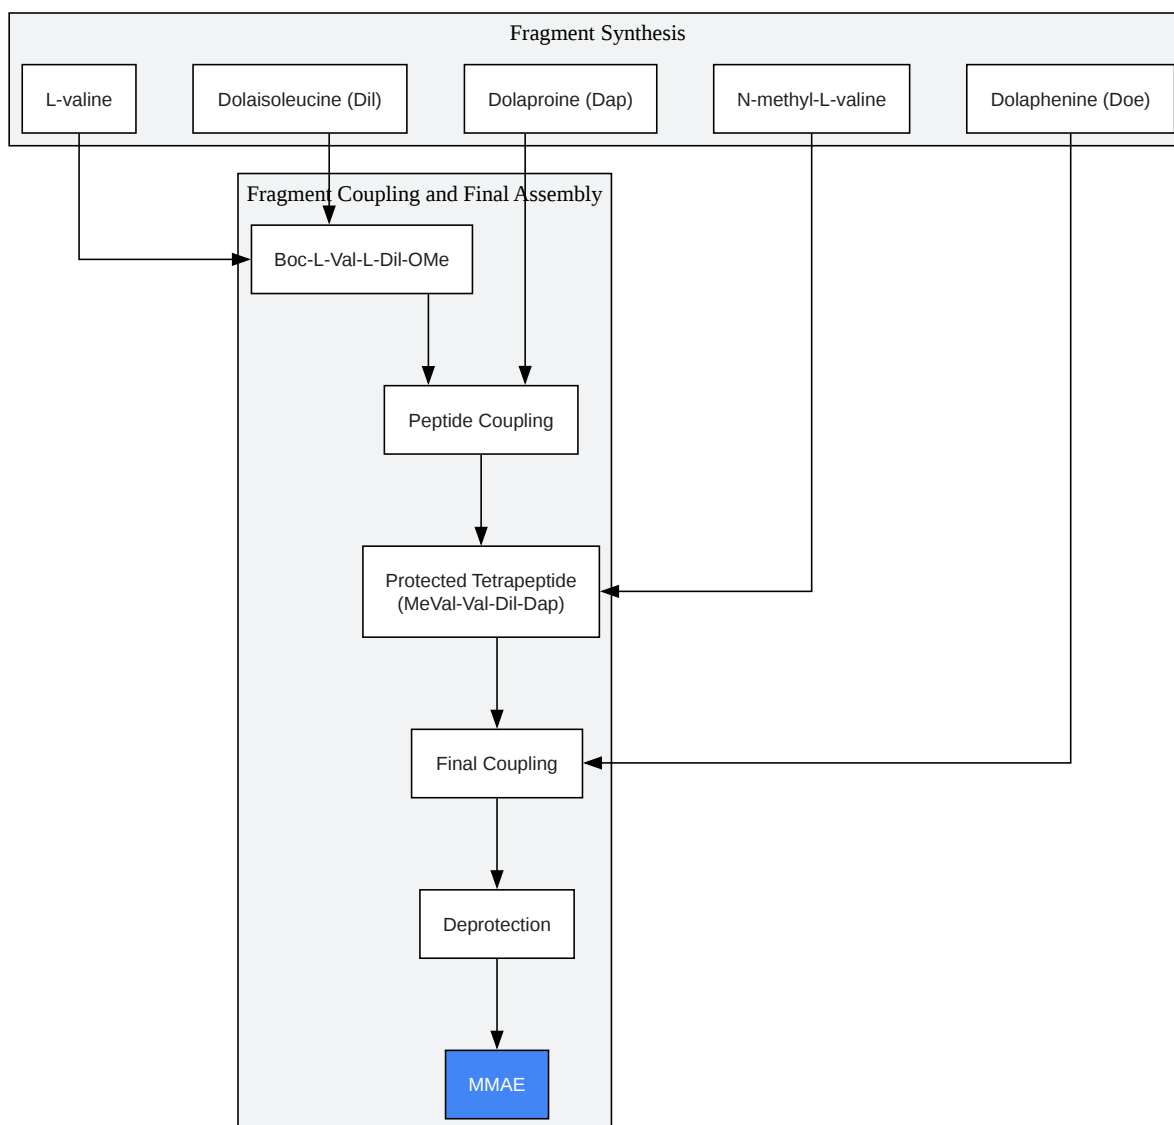 Fragment Synthesis
L-valine
Dolaisoleucine (Dil)
Dolaproine (Dap)
N-methyl-L-valine
Dolaphenine (Doe)
Fragment Coupling and Final Assembly
Boc-L-Val-L-Dil-OMe
Peptide Coupling
Protected Tetrapeptide
(MeVal-Val-Dil-Dap)
Final Coupling
Deprotection
MMAE